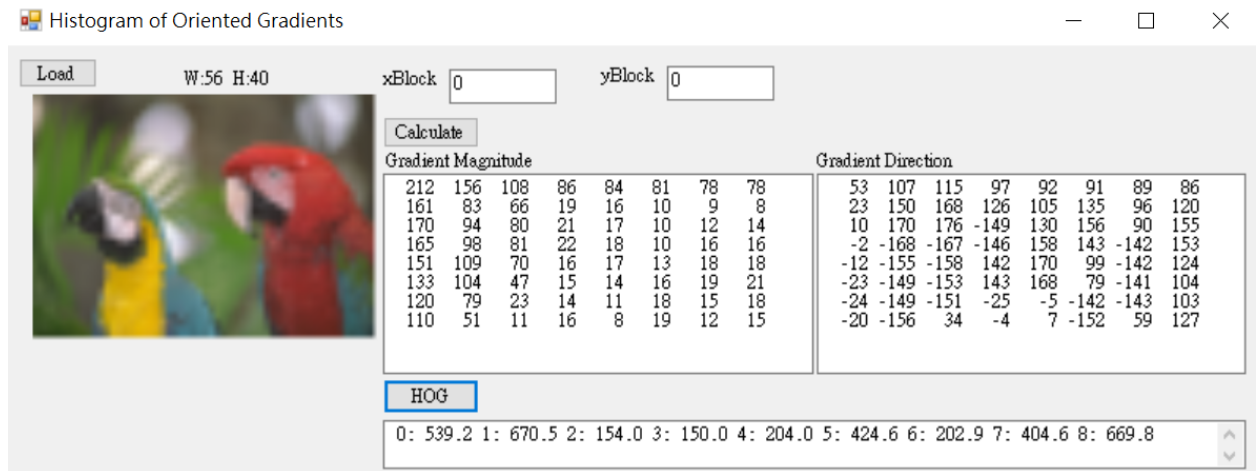 Histogram of Oriented Gradients
Load W:56 H:40 xBlock 0 yBlock 0
Calculate
Gradient Magnitude
212 156 108 86 84 81 78 78
161 83 66 19 16 10 9 8
170 94 80 21 17 10 12 14
165 98 81 22 18 10 16 16
151 109 70 16 17 13 18 18
133 104 47 15 14 16 19 21
120 79 23 14 11 18 15 18
110 51 11 16 8 19 12 15
Gradient Direction
53 107 115 97 92 91 89 86
23 150 168 126 105 135 96 120
10 170 176 -149 130 156 90 155
-2 -168 -167 -146 158 143 -142 153
-12 -155 -158 142 170 99 -142 124
-23 -149 -153 143 168 79 -141 104
-24 -149 -151 -25 -5 -142 -143 103
-20 -156 34 -4 7 -152 59 127
HOG
0: 539.2 1: 670.5 2: 154.0 3: 150.0 4: 204.0 5: 424.6 6: 202.9 7: 404.6 8: 669.8